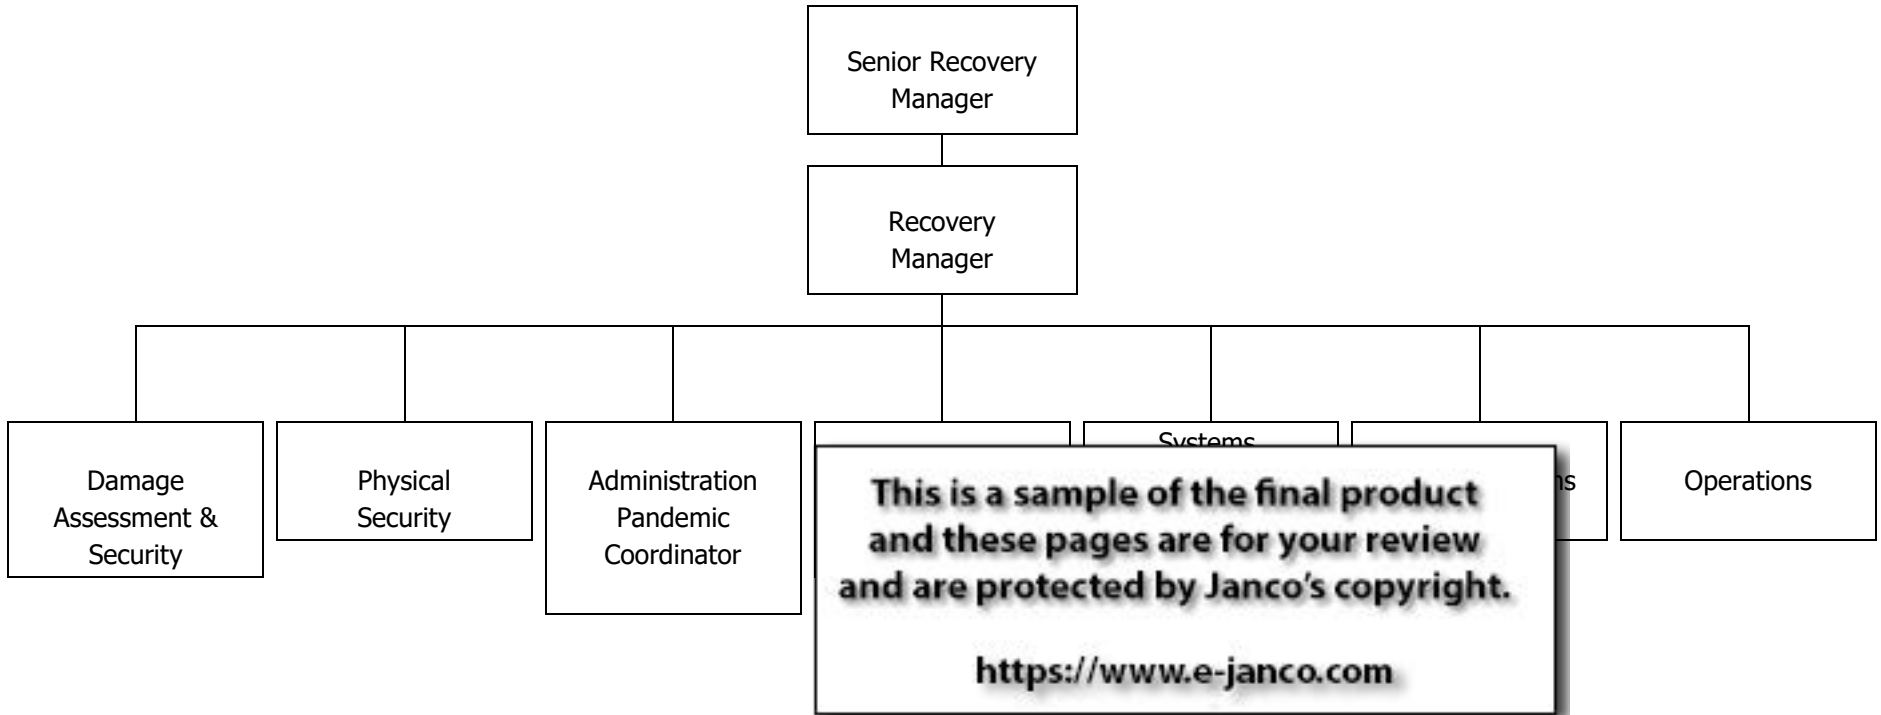 Senior Recovery
Manager
Recovery
Manager
Damage
Assessment &
Security
Physical
Security
Administration
Pandemic
Coordinator
Systems
Operations
This is a sample of the final product
and these pages are for your review
and are protected by Janco's copyright.
https://www.e-janco.com